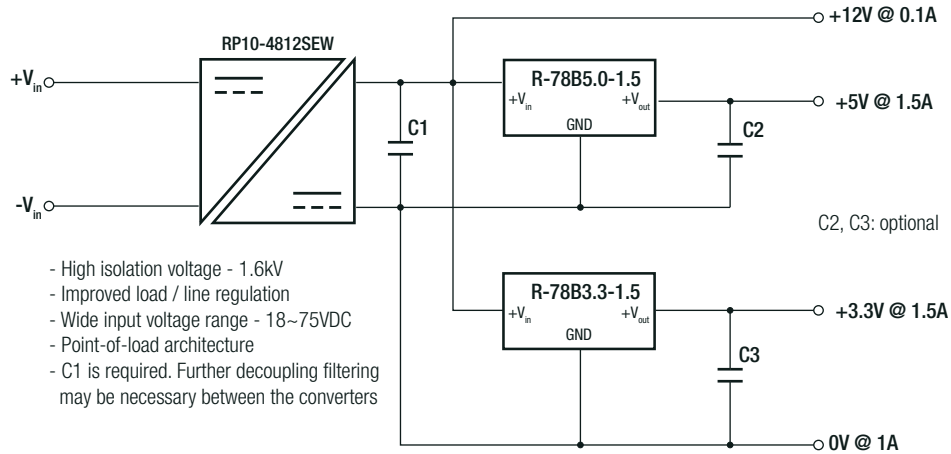 +12V @ 0.1A
RP10-4812SEW
+Vin
R-78B5.0-1.5
+Vin
+Vout
GND
+5V @ 1.5A
C1
C2
-Vin
C2, C3: optional
- High isolation voltage - 1.6kV
- Improved load / line regulation
- Wide input voltage range - 18~75VDC
- Point-of-load architecture
- C1 is required. Further decoupling filtering
may be necessary between the converters
R-78B3.3-1.5
+Vin
+Vout
GND
+3.3V @ 1.5A
C3
0V @ 1A